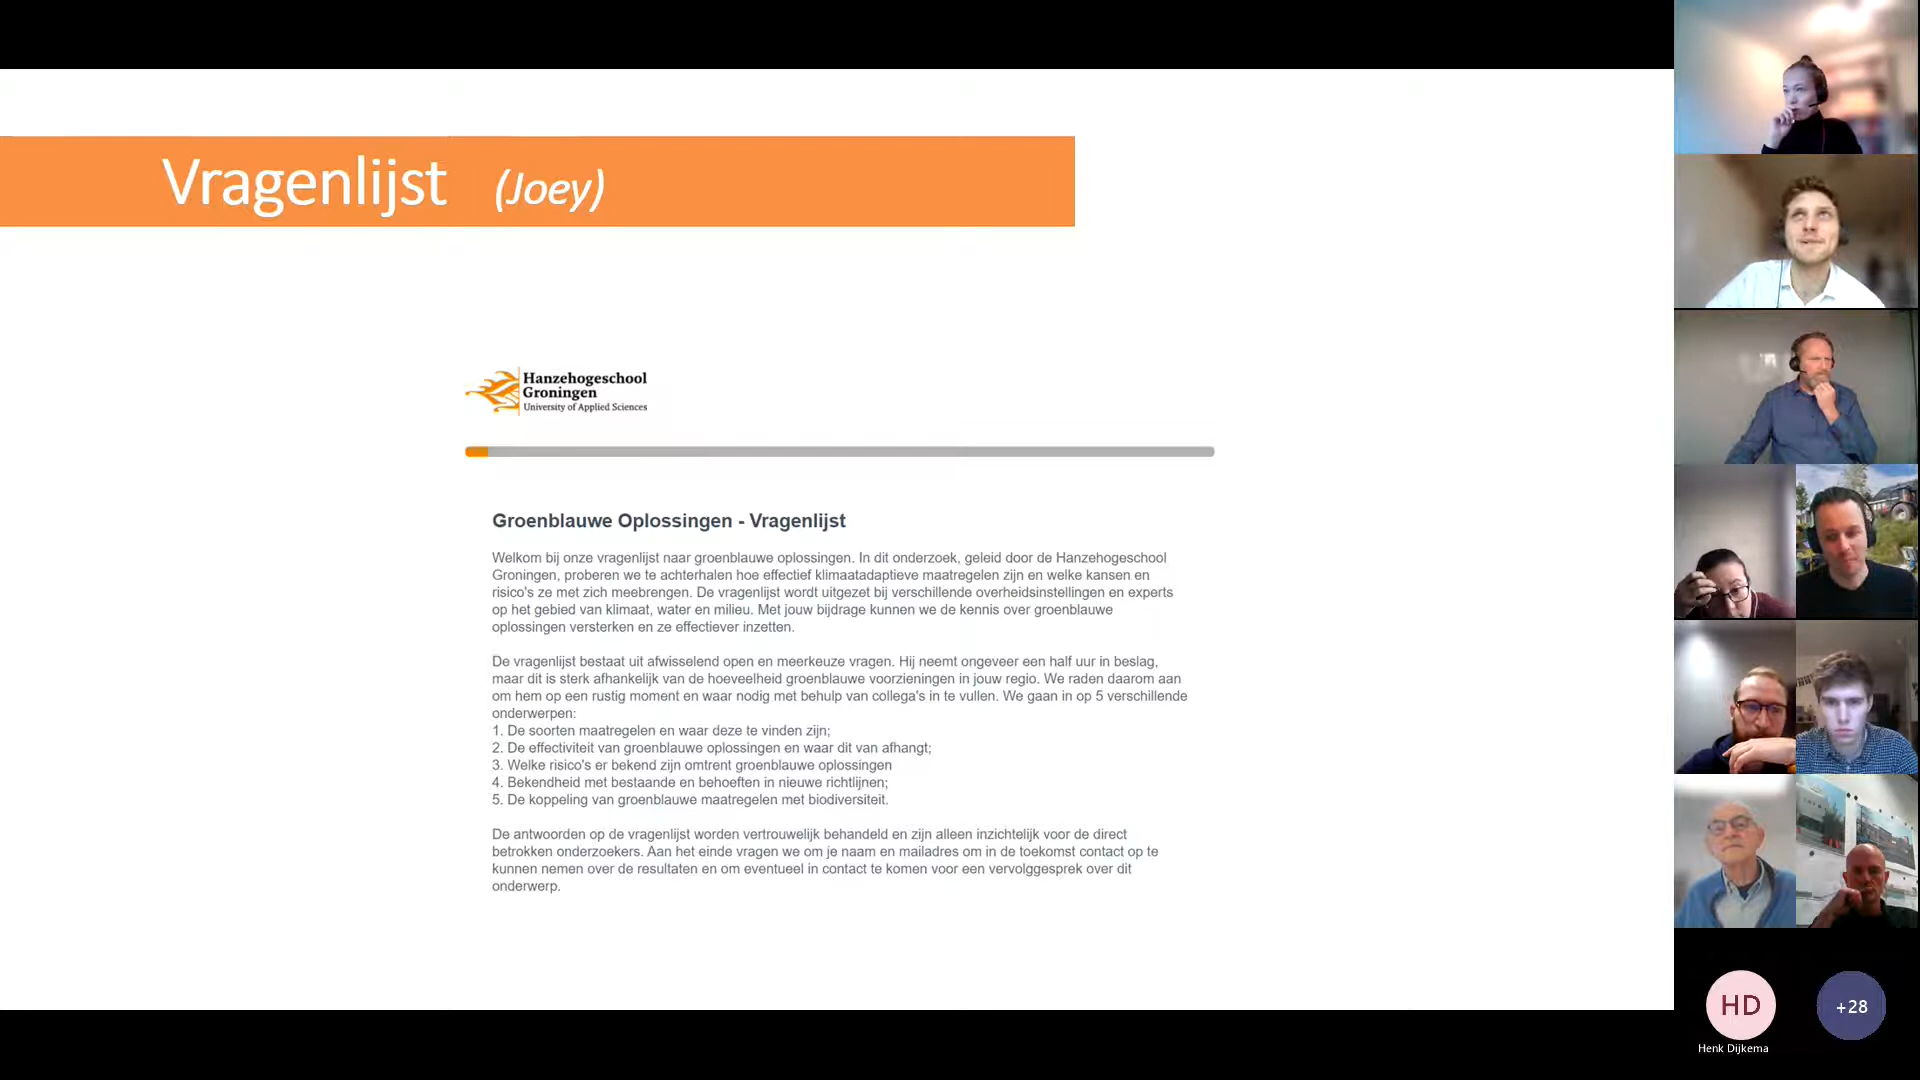 Vragenlijst (Joey)
Hanzehogeschool
Groningen
University of Applied Sciences
Groenblauwe Oplossingen - Vragenlijst
Welkom bij onze vragenlijst naar groenblauwe oplossingen. In dit onderzoek, geleid door de Hanzehogeschool
Groningen, proberen we te achterhalen hoe effectief klimaatadaptieve maatregelen zijn en welke kansen en
risico's ze met zich meebrengen. De vragenlijst wordt uitgezet bij verschillende overheidsinstellingen en experts
op het gebied van klimaat, water en milieu. Met jouw bijdrage kunnen we de kennis over groenblauwe
oplossingen versterken en ze effectiever inzetten.
De vragenlijst bestaat uit afwisselend open en meerkeuze vragen. Hij neemt ongeveer een half uur in beslag,
maar dit is sterk afhankelijk van de hoeveelheid groenblauwe voorzieningen in jouw regio. We raden daarom aan
om hem op een rustig moment en waar nodig met behulp van collega's in te vullen. We gaan in op 5 verschillende
onderwerpen:
1. De soorten maatregelen en waar deze te vinden zijn;
2. De effectiviteit van groenblauwe oplossingen en waar dit van afhangt;
3. Welke risico's er bekend zijn omtrent groenblauwe oplossingen
4. Bekendheid met bestaande en behoeften in nieuwe richtlijnen;
5. De koppeling van groenblauwe maatregelen met biodiversiteit.
De antwoorden op de vragenlijst worden vertrouwelijk behandeld en zijn alleen inzichtelijk voor de direct
betrokken onderzoekers. Aan het einde vragen we om je naam en mailadres om in de toekomst contact op te
kunnen nemen over de resultaten en om eventueel in contact te komen voor een vervolggesprek over dit
onderwerp.
HD
+28
Henk Dijkema